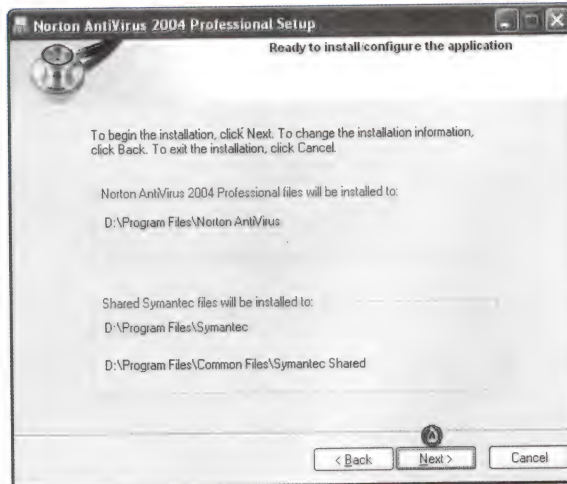 Norton AntiVirus 2004 Professional Setup
Ready to install/configure the application
To begin the installation, click Next. To change the installation information,
click Back. To exit the installation, click Cancel.
Norton AntiVirus 2004 Professional files will be installed to:
D:\Program Files\Norton AntiVirus
Shared Symantec files will be installed to:
D:\Program Files\Symantec
D:\Program Files\Common Files\Symantec Shared
< Back
Next >
Cancel